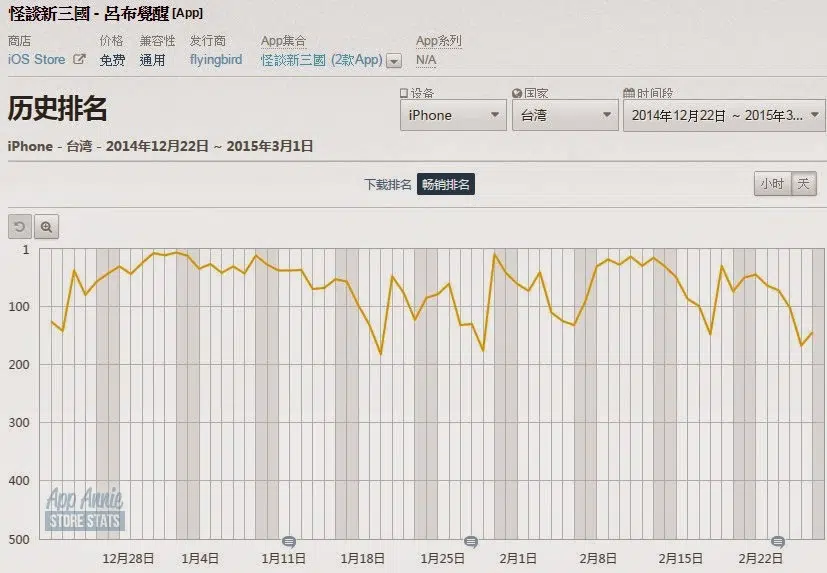 怪談新三國 - 呂布覺醒 [App]
商店 价格 兼容性 发行商 App集合 App系列
iOS Store 免费 通用 flyingbird 怪談新三國 (2款App) N/A
历史排名
设备 国家 时间段
iPhone 台湾 2014年12月22日 ~ 2015年3...
iPhone - 台湾 - 2014年12月22日 ~ 2015年3月1日
下载排名 畅销排名 小时 天
1
100
200
300
400
500
App Annie
STORE STATS
12月28日 1月4日 1月11日 1月18日 1月25日 2月1日 2月8日 2月15日 2月22日